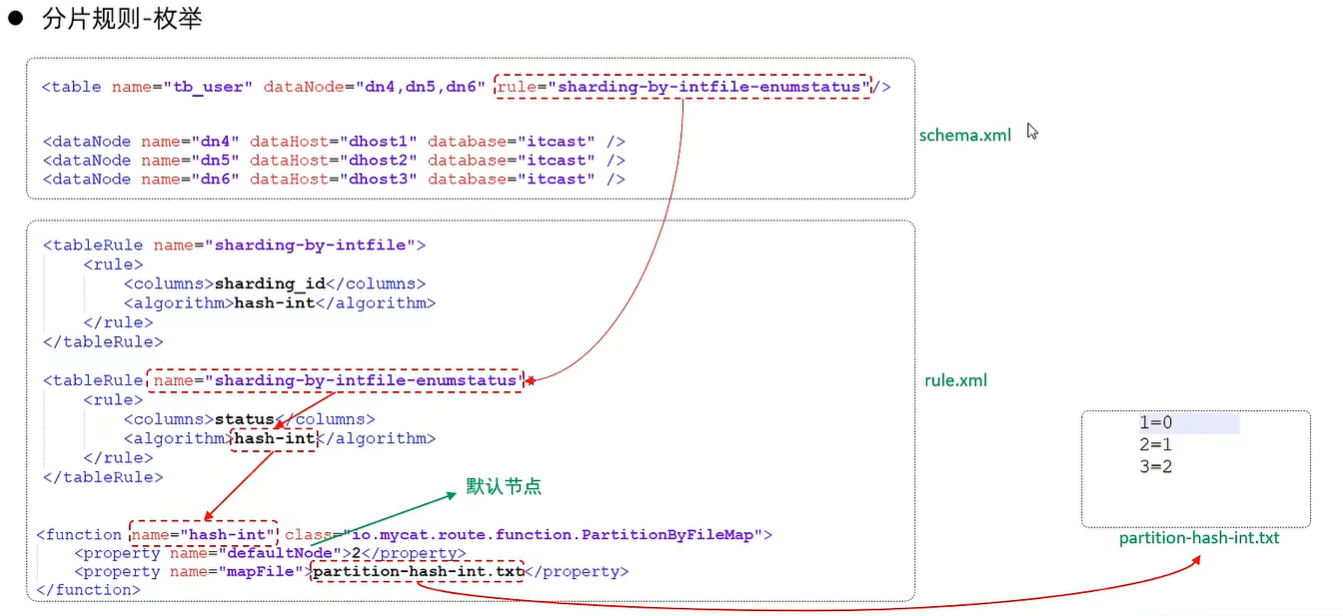 ● 分片规则-枚举
<table name="tb_user" dataNode="dn4,dn5,dn6" rule="sharding-by-intfile-enumstatus"/>
<dataNode name="dn4" dataHost="dhost1" database="itcast" />
<dataNode name="dn5" dataHost="dhost2" database="itcast" />
<dataNode name="dn6" dataHost="dhost3" database="itcast" />
schema.xml
<tableRule name="sharding-by-intfile">
<rule>
<columns>sharding_id</columns>
<algorithm>hash-int</algorithm>
</rule>
</tableRule>
<tableRule name="sharding-by-intfile-enumstatus">
<rule>
<columns>status</columns>
<algorithm>hash-int</algorithm>
</rule>
</tableRule>
rule.xml
默认节点
<function name="hash-int" class="io.mycat.route.function.PartitionByFileMap">
<property name="defaultNode">2</property>
<property name="mapFile">partition-hash-int.txt</property>
</function>
1=0
2=1
3=2
partition-hash-int.txt